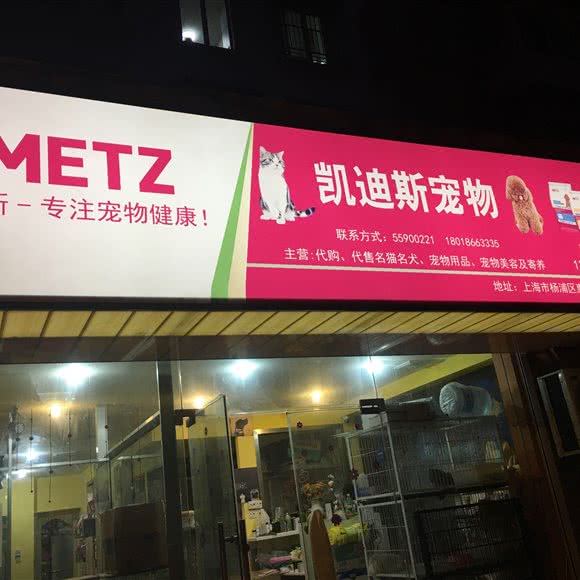 METZ
－专注宠物健康！
凯迪斯宠物
联系方式：55900221 18018663335
主营：代购、代售名猫名犬、宠物用品、宠物美容及寄养
地址：上海市杨浦区